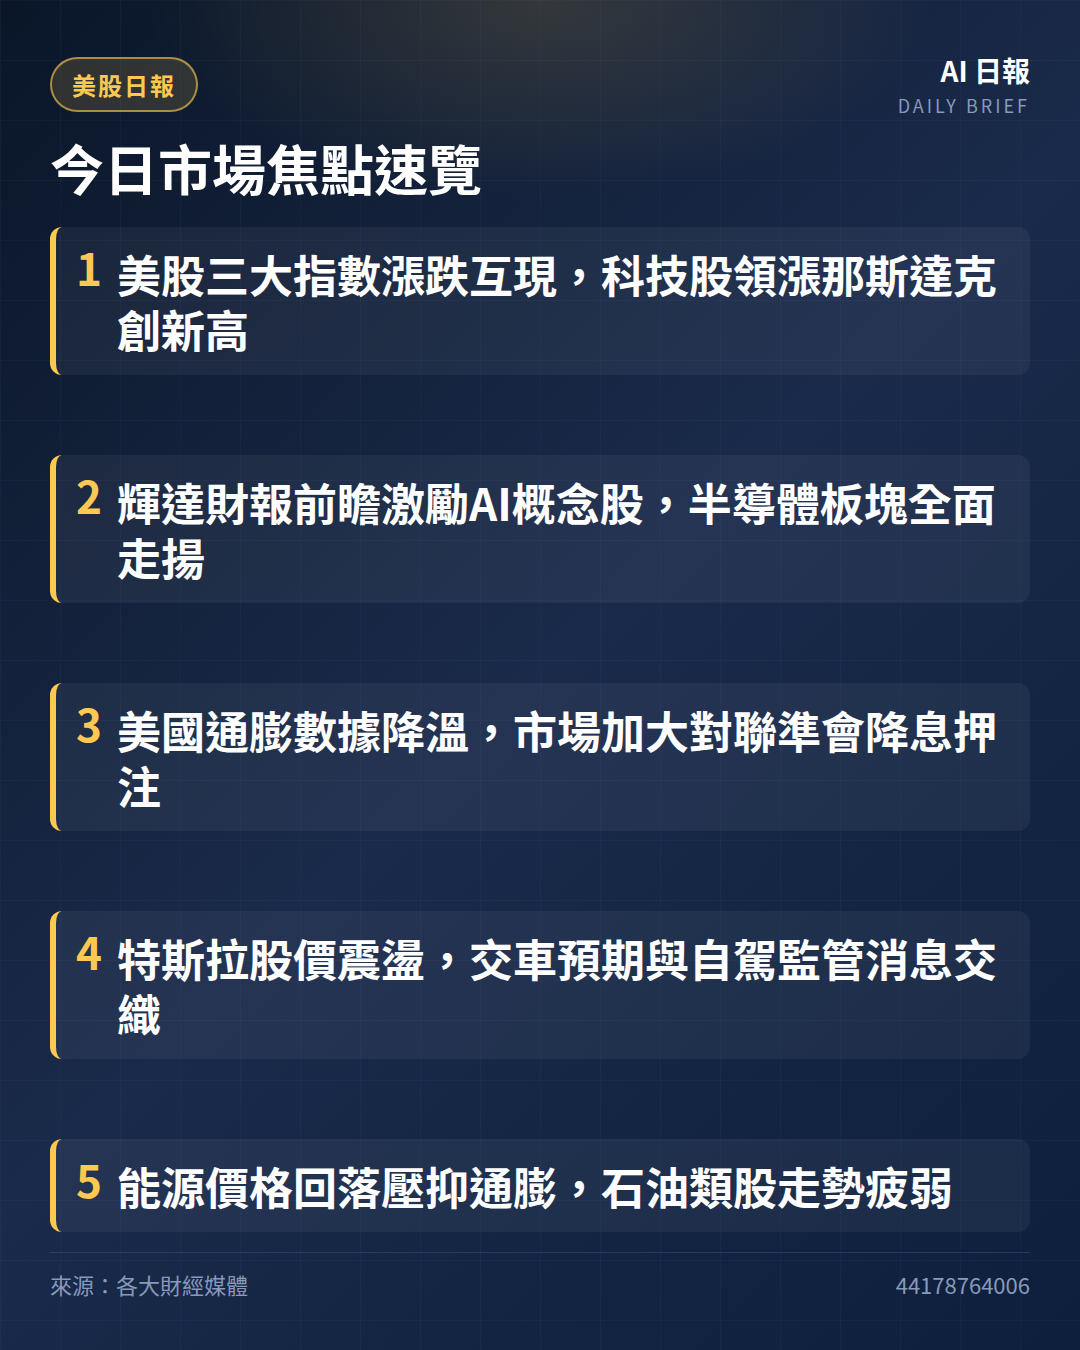 美股日報
AI 日報
DAILY BRIEF
今日市場焦點速覽
1 美股三大指數漲跌互現，科技股領漲那斯達克
創新高
2 輝達財報前瞻激勵AI概念股，半導體板塊全面
走揚
3 美國通膨數據降溫，市場加大對聯準會降息押
注
4 特斯拉股價震盪，交車預期與自駕監管消息交
織
5 能源價格回落壓抑通膨，石油類股走勢疲弱
來源：各大財經媒體
44178764006